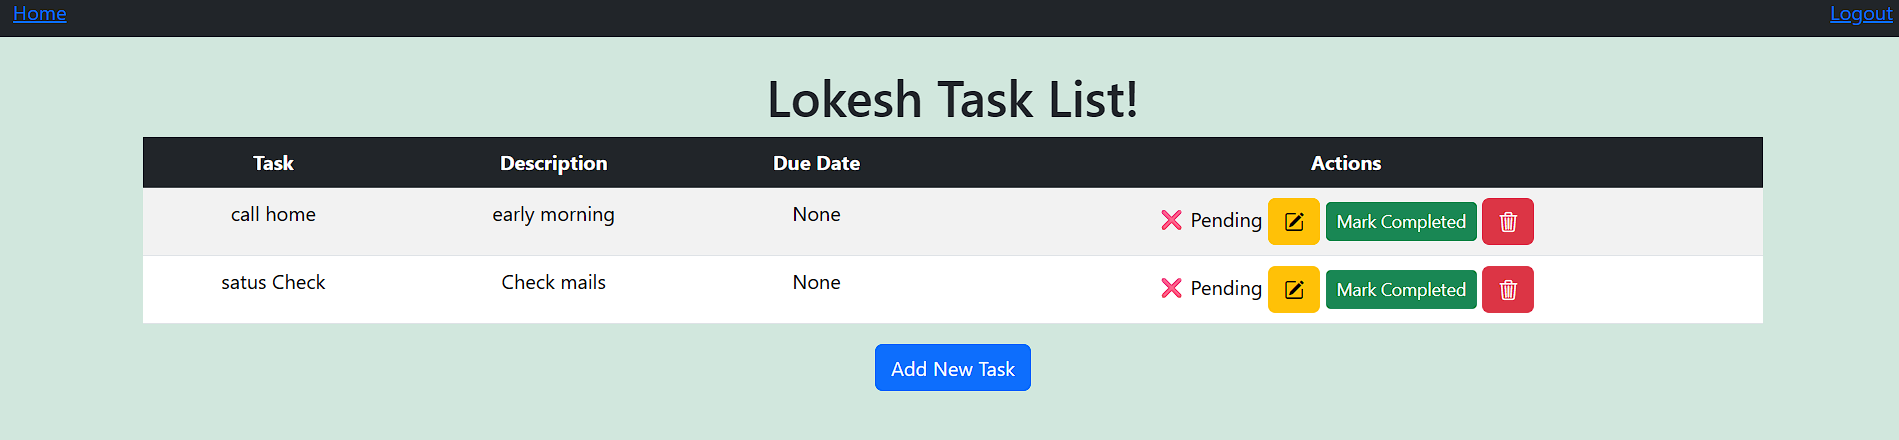 Home Logout
Lokesh Task List!
Task Description Due Date Actions
call home early morning None ❌ Pending Mark Completed
satus Check Check mails None ❌ Pending Mark Completed
Add New Task